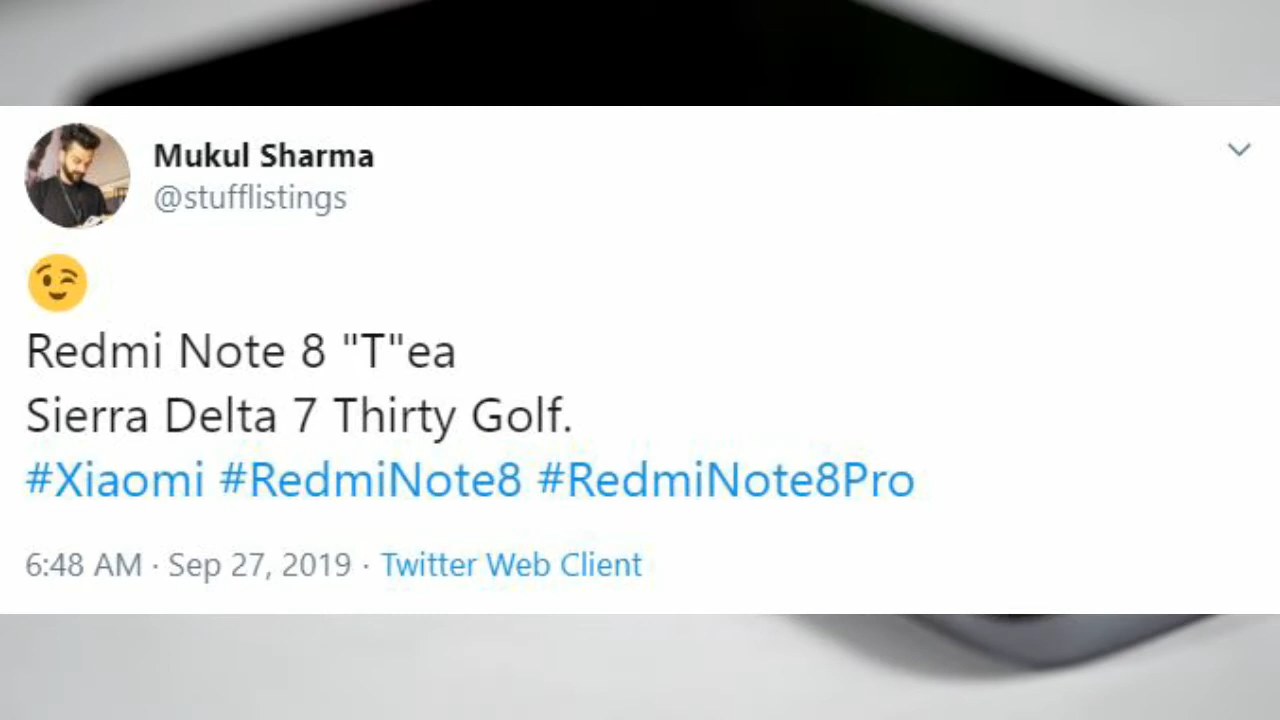 Mukul Sharma
@stufflistings
😉
Redmi Note 8 "T"ea
Sierra Delta 7 Thirty Golf.
#Xiaomi #RedmiNote8 #RedmiNote8Pro
6:48 AM · Sep 27, 2019 · Twitter Web Client